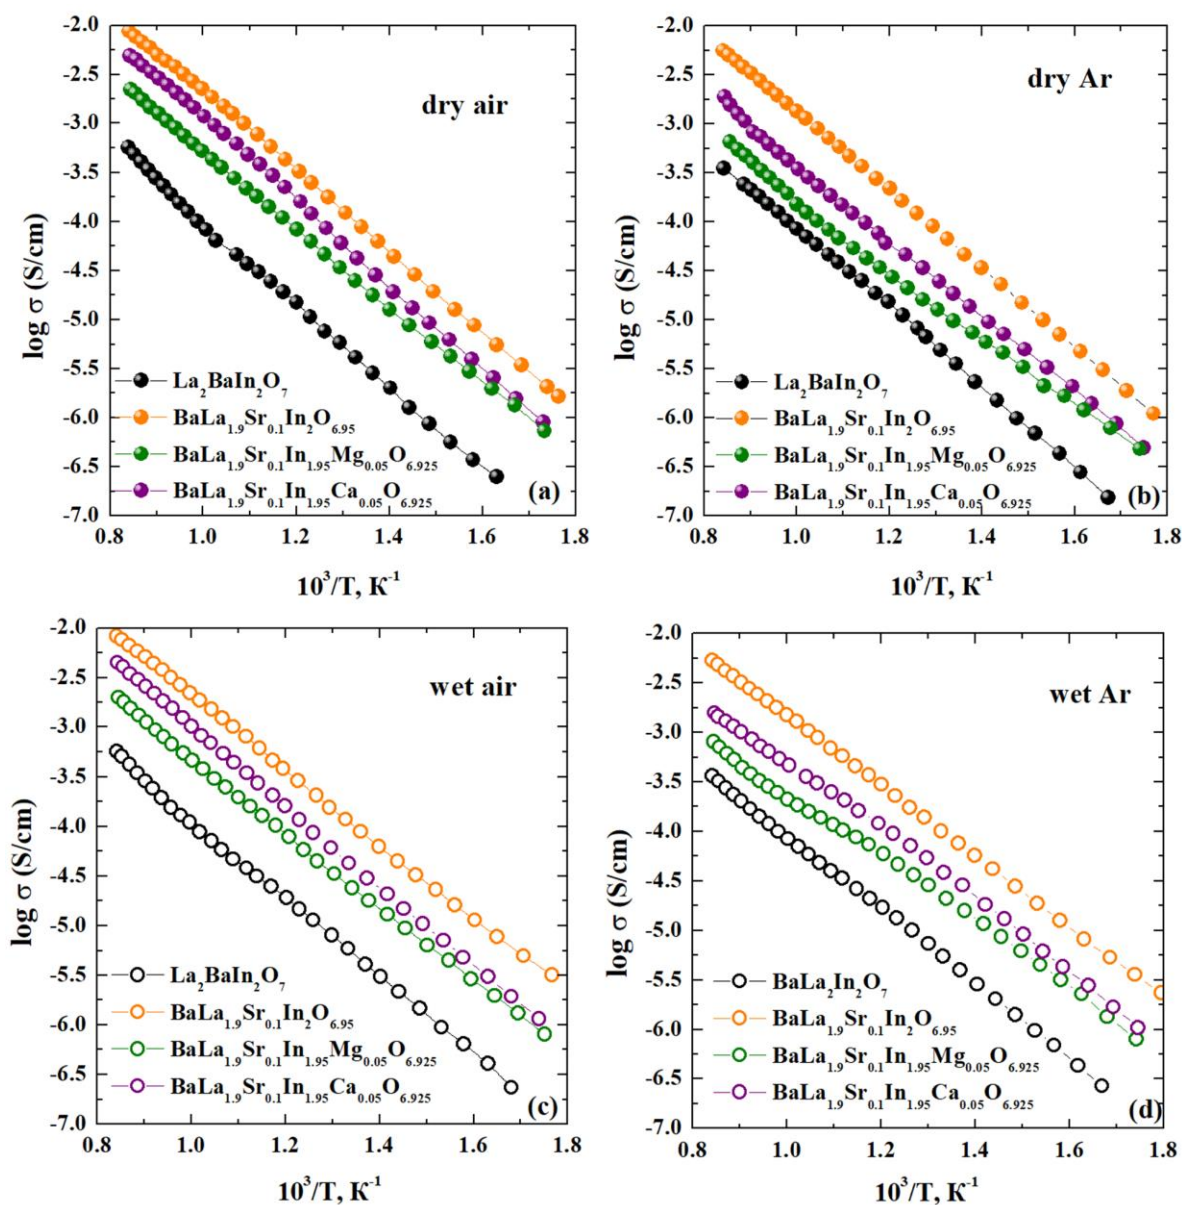 -2.0
-2.5
-3.0
-3.5
-4.0
-4.5
-5.0
-5.5
-6.0
-6.5
-7.0
log σ (S/cm)
dry air
La₂BaIn₂O₇
BaLa₁.₉Sr₀.₁In₂O₆.₉₅
BaLa₁.₉Sr₀.₁In₁.₉₅Mg₀.₀₅O₆.₉₂₅
BaLa₁.₉Sr₀.₁In₁.₉₅Ca₀.₀₅O₆.₉₂₅
(a)
0.8 1.0 1.2 1.4 1.6 1.8
10³/T, K⁻¹
-2.0
-2.5
-3.0
-3.5
-4.0
-4.5
-5.0
-5.5
-6.0
-6.5
-7.0
log σ (S/cm)
dry Ar
La₂BaIn₂O₇
BaLa₁.₉Sr₀.₁In₂O₆.₉₅
BaLa₁.₉Sr₀.₁In₁.₉₅Mg₀.₀₅O₆.₉₂₅
BaLa₁.₉Sr₀.₁In₁.₉₅Ca₀.₀₅O₆.₉₂₅
(b)
0.8 1.0 1.2 1.4 1.6 1.8
10³/T, K⁻¹
-2.0
-2.5
-3.0
-3.5
-4.0
-4.5
-5.0
-5.5
-6.0
-6.5
-7.0
log σ (S/cm)
wet air
La₂BaIn₂O₇
BaLa₁.₉Sr₀.₁In₂O₆.₉₅
BaLa₁.₉Sr₀.₁In₁.₉₅Mg₀.₀₅O₆.₉₂₅
BaLa₁.₉Sr₀.₁In₁.₉₅Ca₀.₀₅O₆.₉₂₅
(c)
0.8 1.0 1.2 1.4 1.6 1.8
10³/T, K⁻¹
-2.0
-2.5
-3.0
-3.5
-4.0
-4.5
-5.0
-5.5
-6.0
-6.5
-7.0
log σ (S/cm)
wet Ar
BaLa₂In₂O₇
BaLa₁.₉Sr₀.₁In₂O₆.₉₅
BaLa₁.₉Sr₀.₁In₁.₉₅Mg₀.₀₅O₆.₉₂₅
BaLa₁.₉Sr₀.₁In₁.₉₅Ca₀.₀₅O₆.₉₂₅
(d)
0.8 1.0 1.2 1.4 1.6 1.8
10³/T, K⁻¹